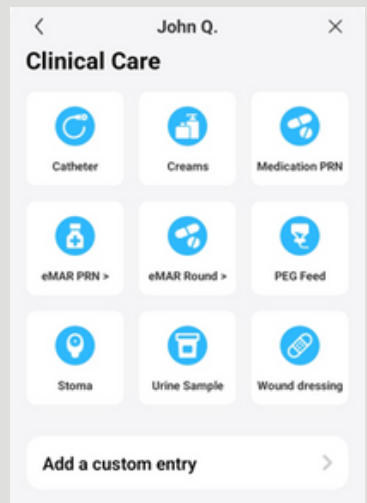 John Q.
Clinical Care
Catheter
Creams
Medication PRN
eMAR PRN >
eMAR Round >
PEG Feed
Stoma
Urine Sample
Wound dressing
Add a custom entry